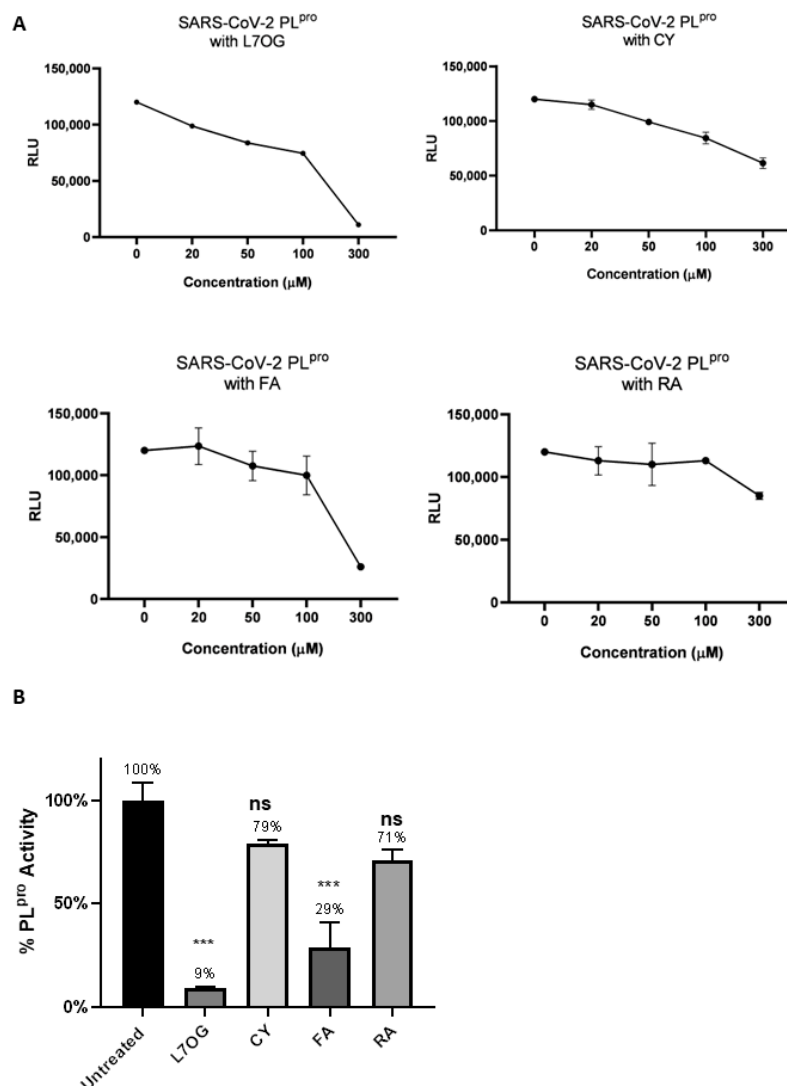 A
SARS-CoV-2 PLpro
with L7OG
150,000
100,000
50,000
0
RLU
0 20 50 100 300
Concentration (μM)
SARS-CoV-2 PLpro
with CY
150,000
100,000
50,000
0
RLU
0 20 50 100 300
Concentration (μM)
SARS-CoV-2 PLpro
with FA
150,000
100,000
50,000
0
RLU
0 20 50 100 300
Concentration (μM)
SARS-CoV-2 PLpro
with RA
150,000
100,000
50,000
0
RLU
0 20 50 100 300
Concentration (μM)
B
% PLpro Activity
100%
50%
0%
100%
***
9%
ns
79%
***
29%
ns
71%
Untreated
L7OG
CY
FA
RA